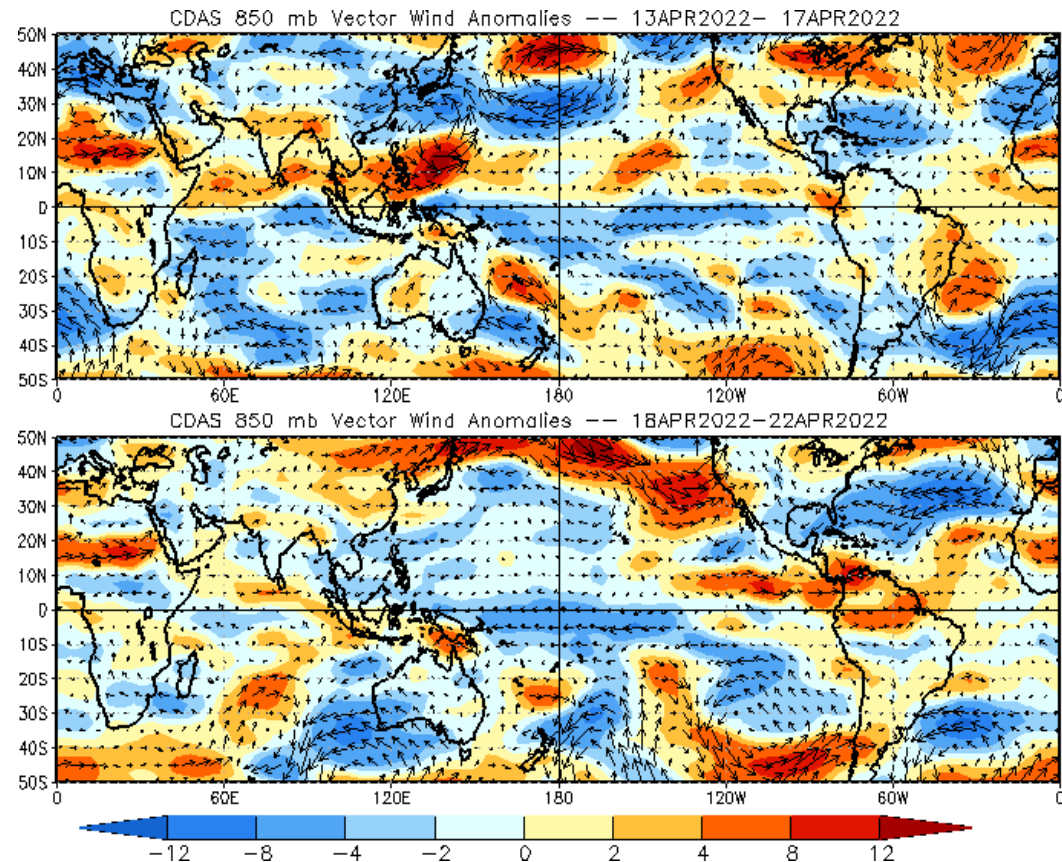 CDAS 850 mb Vector Wind Anomalies —— 13APR2022– 17APR2022
50N
40N
30N
20N
10N
0
10S
20S
30S
40S
50S
0 60E 120E 180 120W 60W 0
CDAS 850 mb Vector Wind Anomalies —— 18APR2022–22APR2022
50N
40N
30N
20N
10N
0
10S
20S
30S
40S
50S
0 60E 120E 180 120W 60W 0
−12 −8 −4 −2 0 2 4 8 12